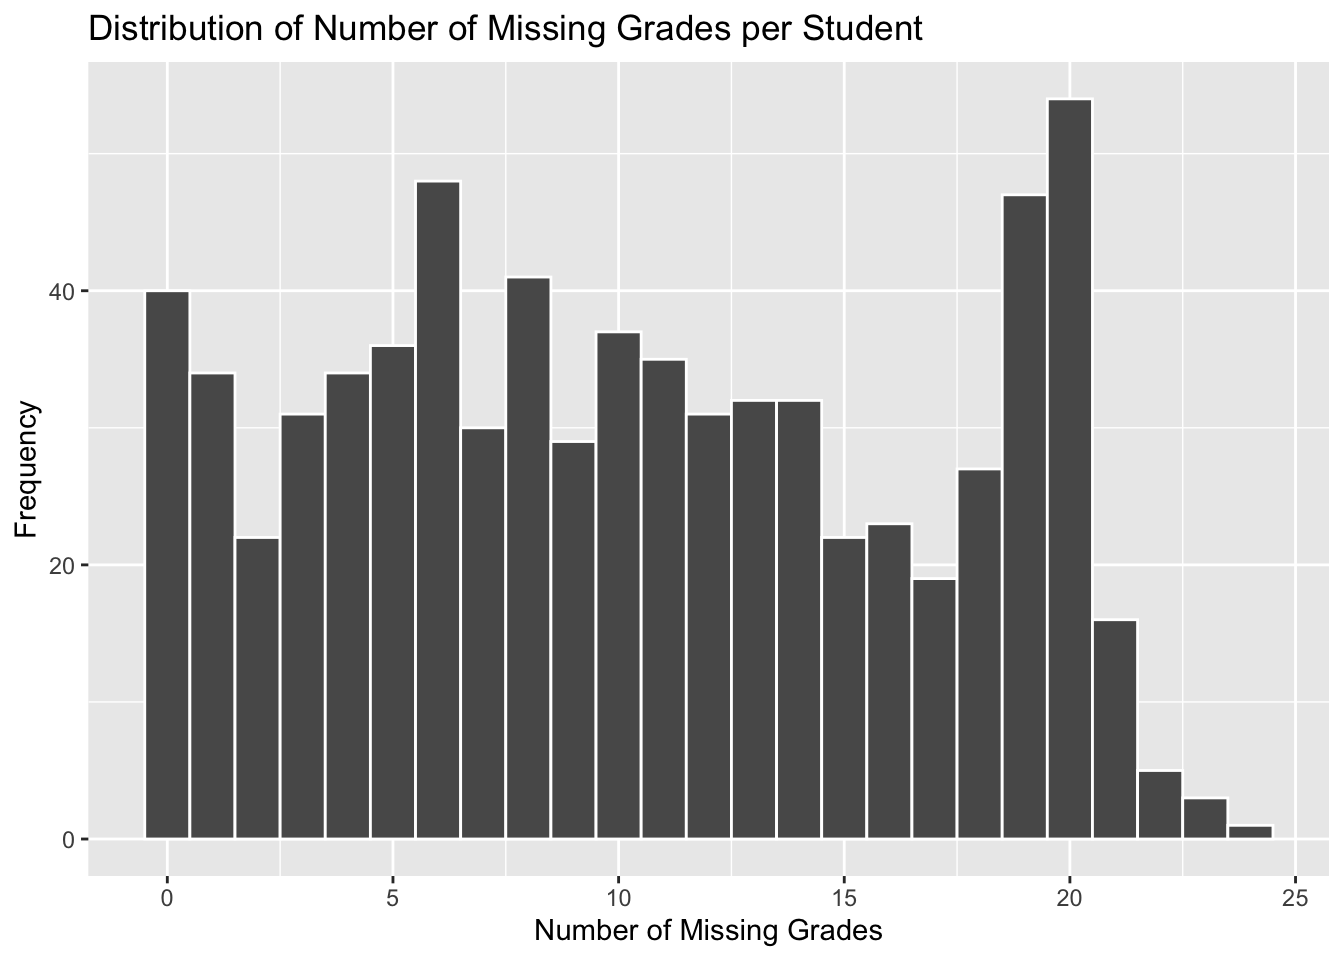 Distribution of Number of Missing Grades per Student
40
20
0
Frequency
0 5 10 15 20 25
Number of Missing Grades